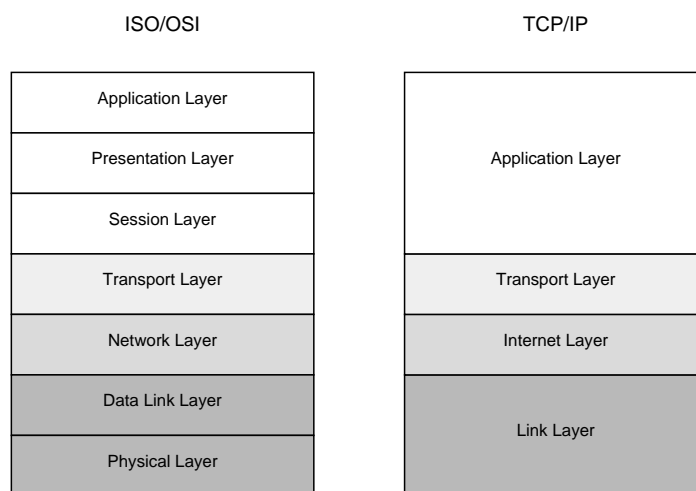 ISO/OSI
Application Layer
Presentation Layer
Session Layer
Transport Layer
Network Layer
Data Link Layer
Physical Layer
TCP/IP
Application Layer
Transport Layer
Internet Layer
Link Layer